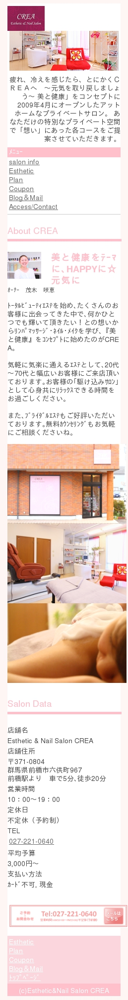 CREA
Esthetic & Nail Salon
疲れ、冷えを感じたら、とにかくＣ
ＲＥＡへ　～元気を取り戻しましょ
う～ 美と健康」をコンセプトに
2009年4月にオープンしたアット
ホームなプライベートサロン。 あ
なただけの特別なプライベート空間
で「想い」にあった各コースをご提
案させていただきます。
ﾒﾆｭｰ
salon info
Esthetic
Plan
Coupon
Blog＆Mail
Access/Contact
About CREA
美と健康をﾃｰﾏ
に､HAPPYに☆
元気に
ｵｰﾅｰ　茂木　咲恵
ﾄｰﾀﾙﾋﾞｭｰﾃｨｴｽﾃを始め､たくさんのお
客様に出会ってきた中で､何かひと
つでも輝いて頂きたい！との想いか
らﾘﾝﾊﾟﾏｯｻｰｼﾞ･ﾈｲﾙ･ﾒｲｸを学び､『美
と健康』をｺﾝｾﾌﾟﾄに始めたのがCRE
A｡
気軽に気楽に通えるｴｽﾃとして､20代
～70代と幅広いお客様にご来店頂い
ております｡お客様の｢駆け込みｻﾛﾝ｣
として心身共にﾘﾗｯｸｽできる時間を
お過ごしください｡
また､ﾌﾞﾗｲﾀﾞﾙｴｽﾃもご好評いただい
ております｡無料ｶｳﾝｾﾘﾝｸﾞもお気軽
にご相談くださいね｡
Salon Data
店舗名
Esthetic & Nail Salon CREA
店舗住所
〒371-0804
群馬県前橋市六供町967
前橋駅より　車で5分､徒歩20分
営業時間
10：00～19：00
定休日
不定休（予約制）
TEL
027-221-0640
平均予算
3,000円～
支払い方法
ｶｰﾄﾞ不可, 現金
ご予約
お問合わせ
Tel:027-221-0640
メールは
こちら
Esthetic
Plan
Coupon
Blog＆Mail
ﾄｯﾌﾟﾍﾟｰｼﾞ
(c)Esthetic&Nail Salon CREA